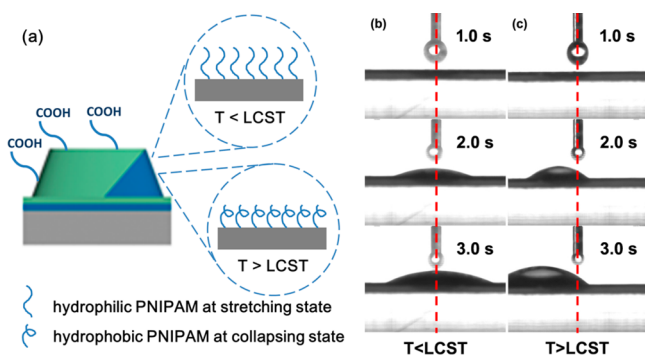 (a)
COOH
COOH
COOH
T < LCST
T > LCST
hydrophilic PNIPAM at stretching state
hydrophobic PNIPAM at collapsing state
(b)
1.0 s
2.0 s
3.0 s
T<LCST
(c)
1.0 s
2.0 s
3.0 s
T>LCST